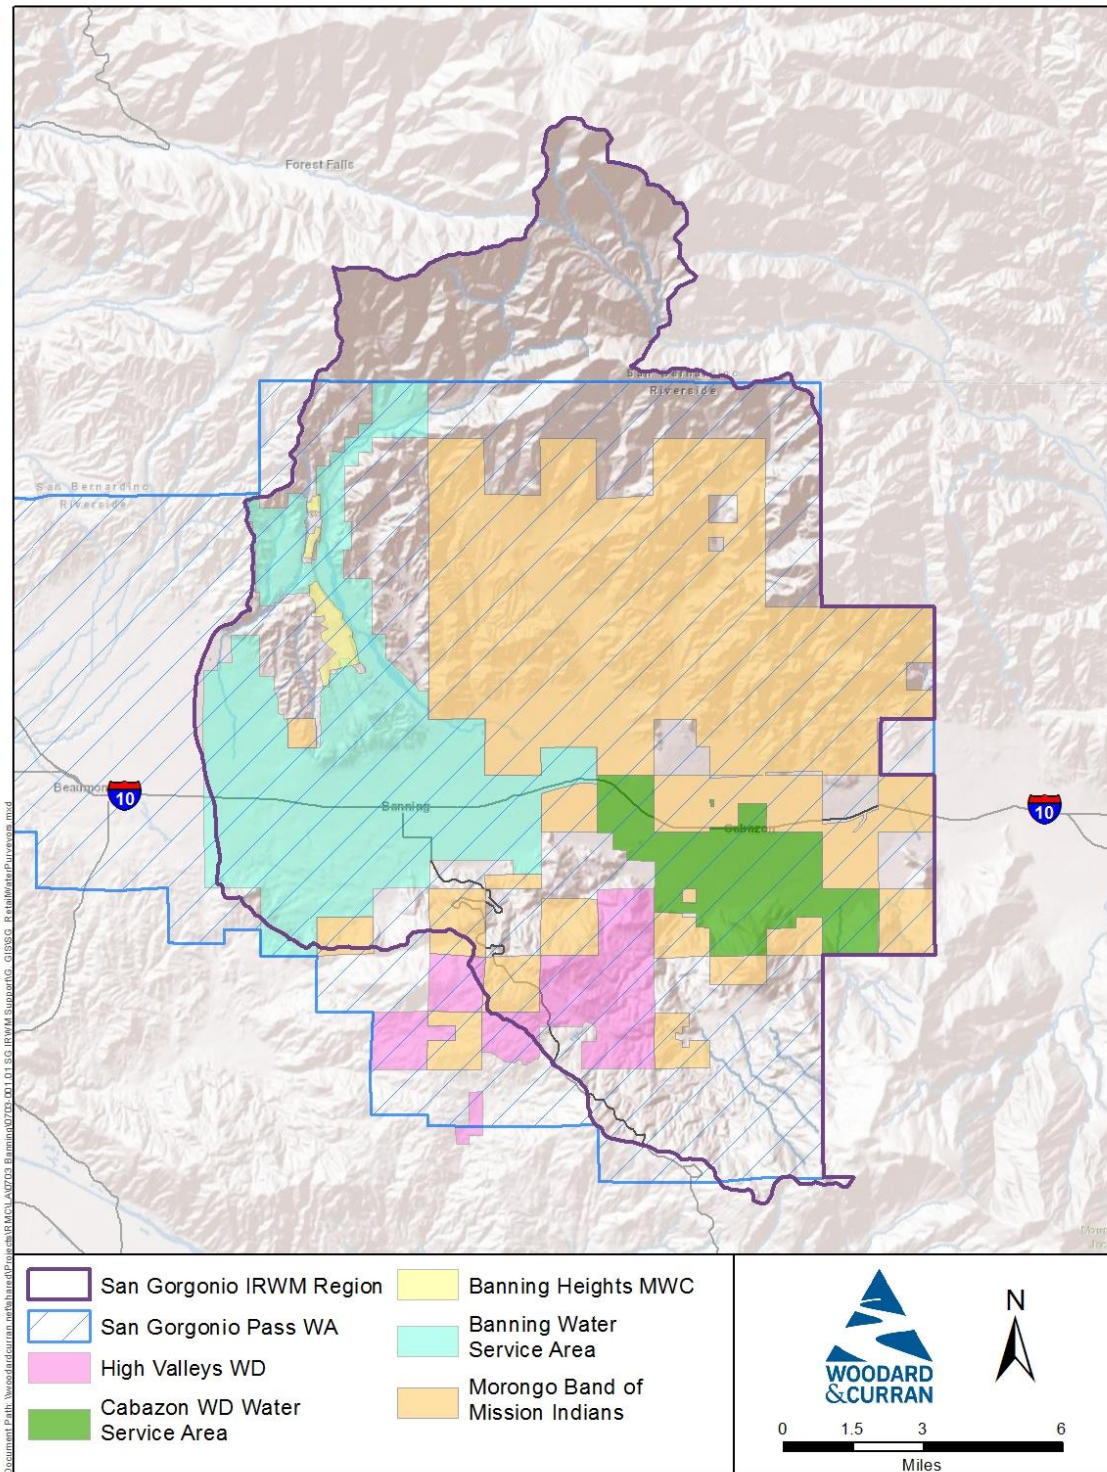 Forest Falls
San Bernardino
Riverside
San Bernardino
Riverside
Beaumon
10
Banning
Cabazon
10
San Gorgonio IRWM Region
San Gorgonio Pass WA
High Valleys WD
Cabazon WD Water
Service Area
Banning Heights MWC
Banning Water
Service Area
Morongo Band of
Mission Indians
WOODARD
&CURRAN
N
0 1.5 3 6
Miles